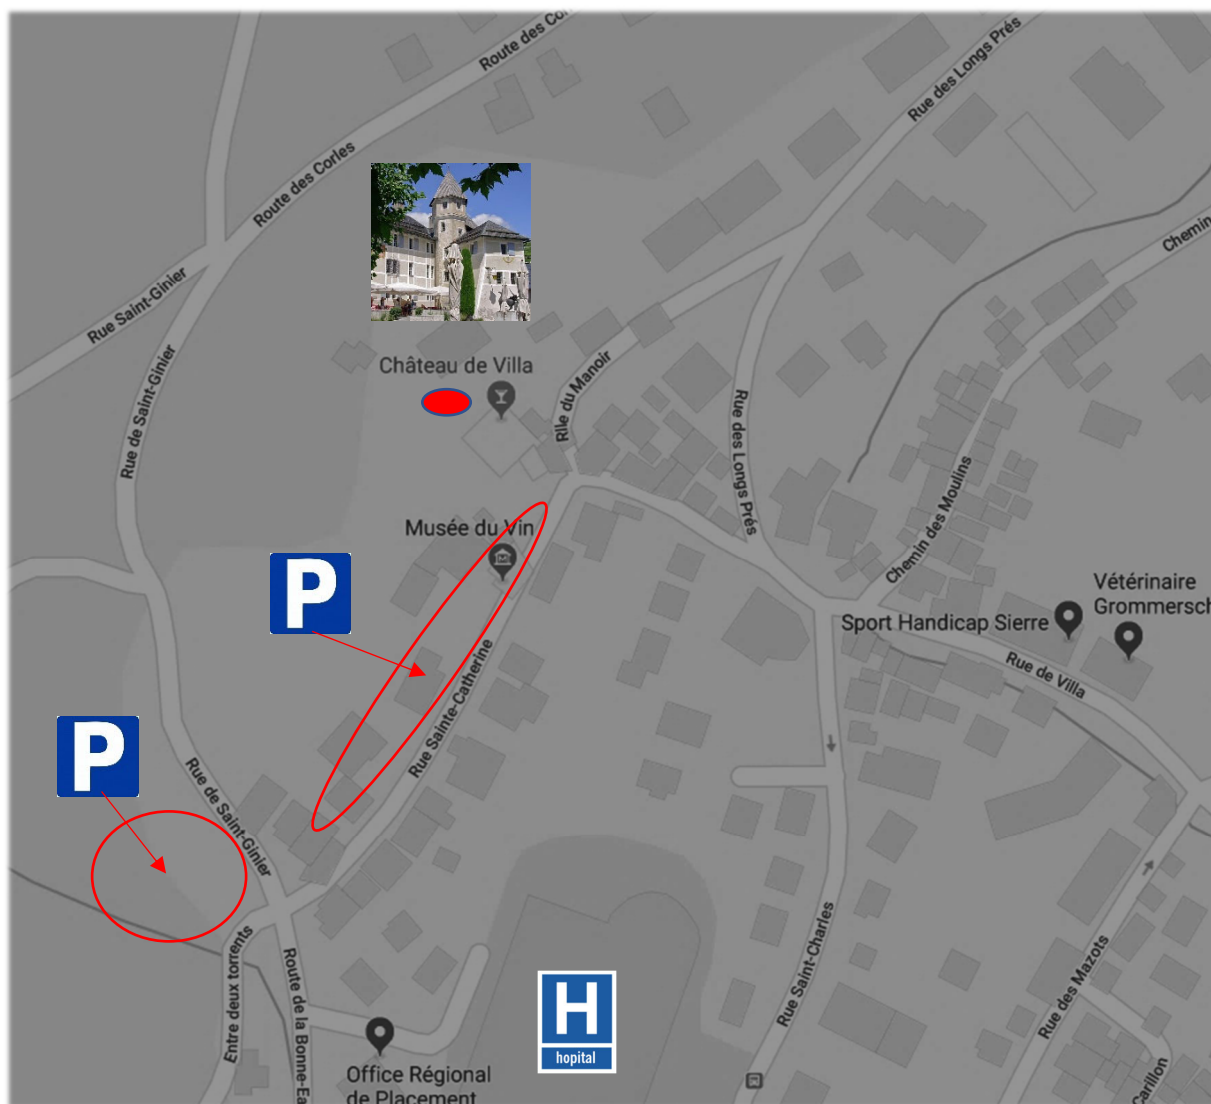 Route des Co
Rue des Longs Prés
Route des Corles
Chemin
Rue Saint-Ginier
Rue de Saint-Ginier
Château de Villa
Rue du Manoir
Rue des Longs Prés
Chemin des Moulins
Musée du Vin
P
Vétérinaire
Grommersch
Sport Handicap Sierre
Rue de Villa
Rue Sainte-Catherine
P
Rue de Saint-Ginier
Rue Saint-Charles
Rue des Mazots
Entre deux torrents
Route de la Bonne-Ea
H
hopital
Carillon
Office Régional
de Placement